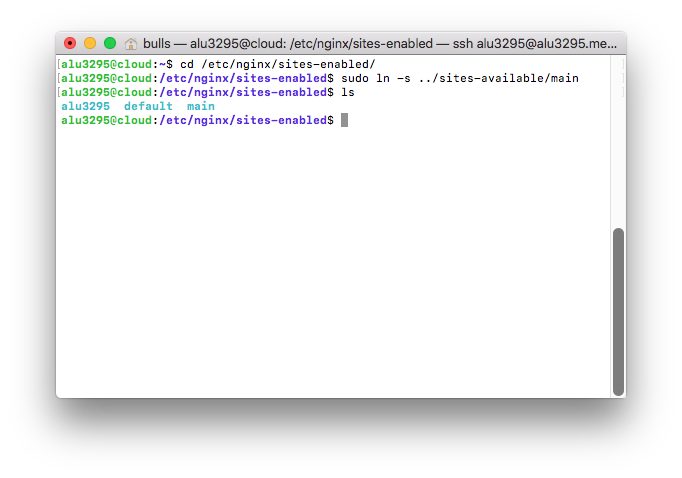 bulls — alu3295@cloud: /etc/nginx/sites-enabled — ssh alu3295@alu3295.me...
[alu3295@cloud:~$ cd /etc/nginx/sites-enabled/ ]
[alu3295@cloud:/etc/nginx/sites-enabled$ sudo ln -s ../sites-available/main ]
[alu3295@cloud:/etc/nginx/sites-enabled$ ls ]
alu3295 default main
alu3295@cloud:/etc/nginx/sites-enabled$